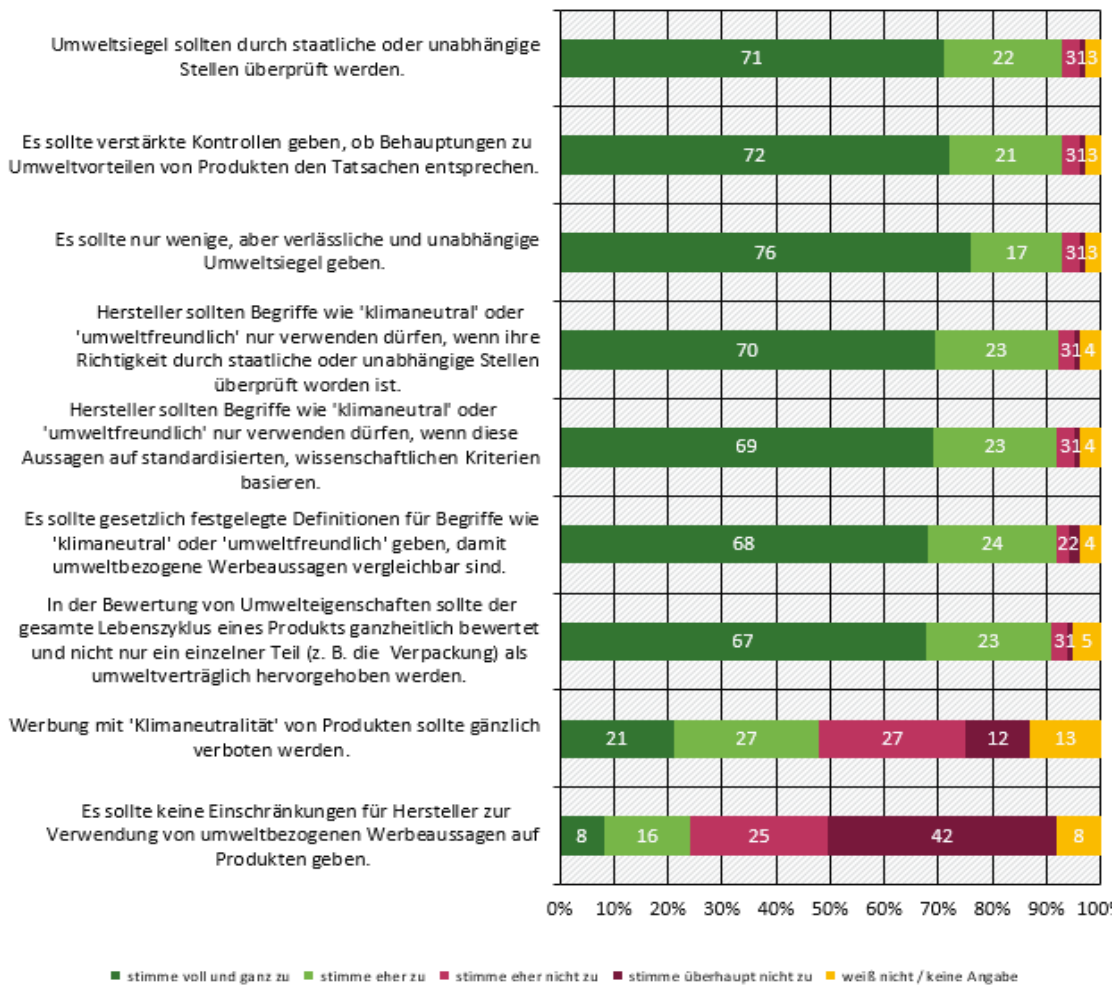 Umweltsiegel sollten durch staatliche oder unabhängige
Stellen überprüft werden.
71 22 3 1 3
Es sollte verstärkte Kontrollen geben, ob Behauptungen zu
Umweltvorteilen von Produkten den Tatsachen entsprechen.
72 21 3 1 3
Es sollte nur wenige, aber verlässliche und unabhängige
Umweltsiegel geben.
76 17 3 1 3
Hersteller sollten Begriffe wie 'klimaneutral' oder
'umweltfreundlich' nur verwenden dürfen, wenn ihre
Richtigkeit durch staatliche oder unabhängige Stellen
überprüft worden ist.
70 23 3 1 4
Hersteller sollten Begriffe wie 'klimaneutral' oder
'umweltfreundlich' nur verwenden dürfen, wenn diese
Aussagen auf standardisierten, wissenschaftlichen Kriterien
basieren.
69 23 3 1 4
Es sollte gesetzlich festgelegte Definitionen für Begriffe wie
'klimaneutral' oder 'umweltfreundlich' geben, damit
umweltbezogene Werbeaussagen vergleichbar sind.
68 24 2 2 4
In der Bewertung von Umwelteigenschaften sollte der
gesamte Lebenszyklus eines Produkts ganzheitlich bewertet
und nicht nur ein einzelner Teil (z. B. die Verpackung) als
umweltverträglich hervorgehoben werden.
67 23 3 1 5
Werbung mit 'Klimaneutralität' von Produkten sollte gänzlich
verboten werden.
21 27 27 12 13
Es sollte keine Einschränkungen für Hersteller zur
Verwendung von umweltbezogenen Werbeaussagen auf
Produkten geben.
8 16 25 42 8
0% 10% 20% 30% 40% 50% 60% 70% 80% 90% 100%
stimme voll und ganz zu stimme eher zu stimme eher nicht zu stimme überhaupt nicht zu weiß nicht / keine Angabe